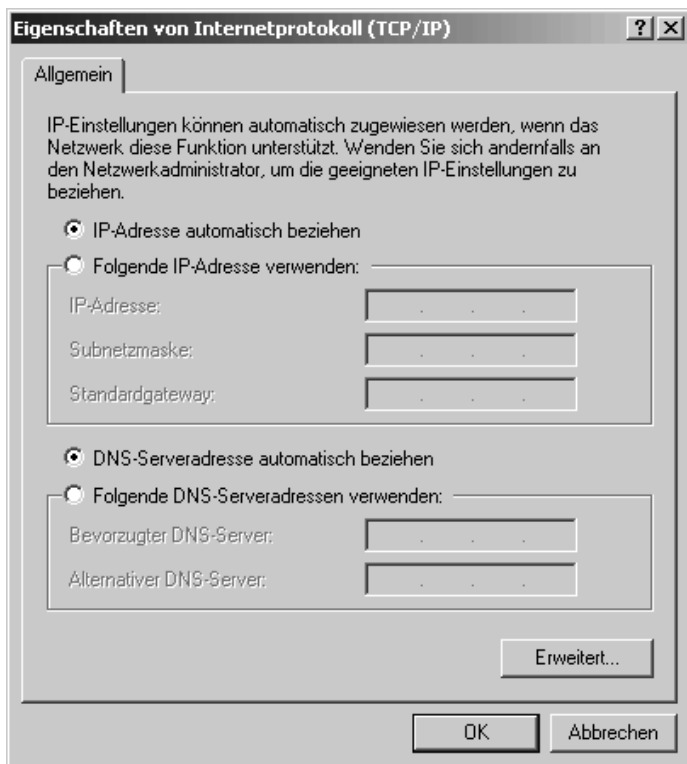 Eigenschaften von Internetprotokoll (TCP/IP)
Allgemein
IP-Einstellungen können automatisch zugewiesen werden, wenn das
Netzwerk diese Funktion unterstützt. Wenden Sie sich andernfalls an
den Netzwerkadministrator, um die geeigneten IP-Einstellungen zu
beziehen.
IP-Adresse automatisch beziehen
Folgende IP-Adresse verwenden:
IP-Adresse:
Subnetzmaske:
Standardgateway:
DNS-Serveradresse automatisch beziehen
Folgende DNS-Serveradressen verwenden:
Bevorzugter DNS-Server:
Alternativer DNS-Server:
Erweitert...
OK Abbrechen